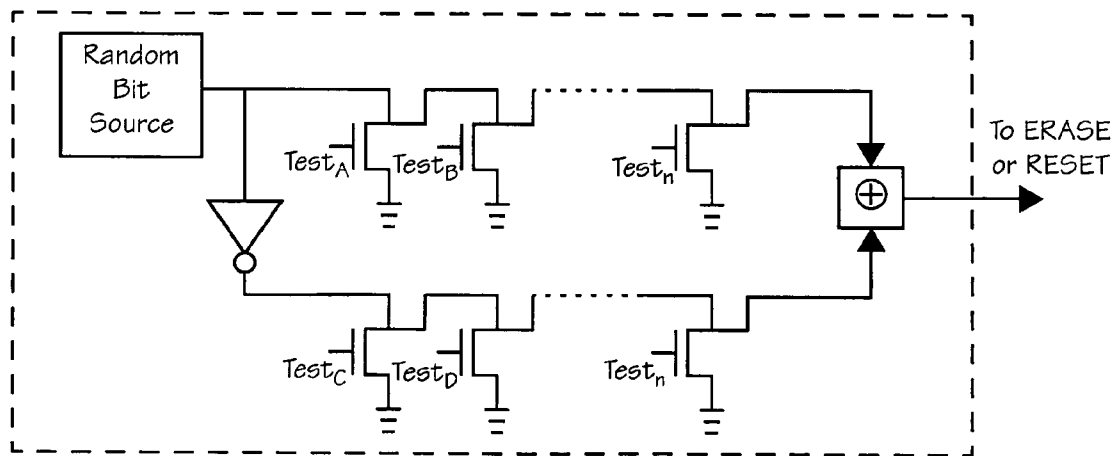 Random
Bit
Source
To ERASE
or RESET
Test_A
Test_B
Test_n
Test_C
Test_D
Test_n